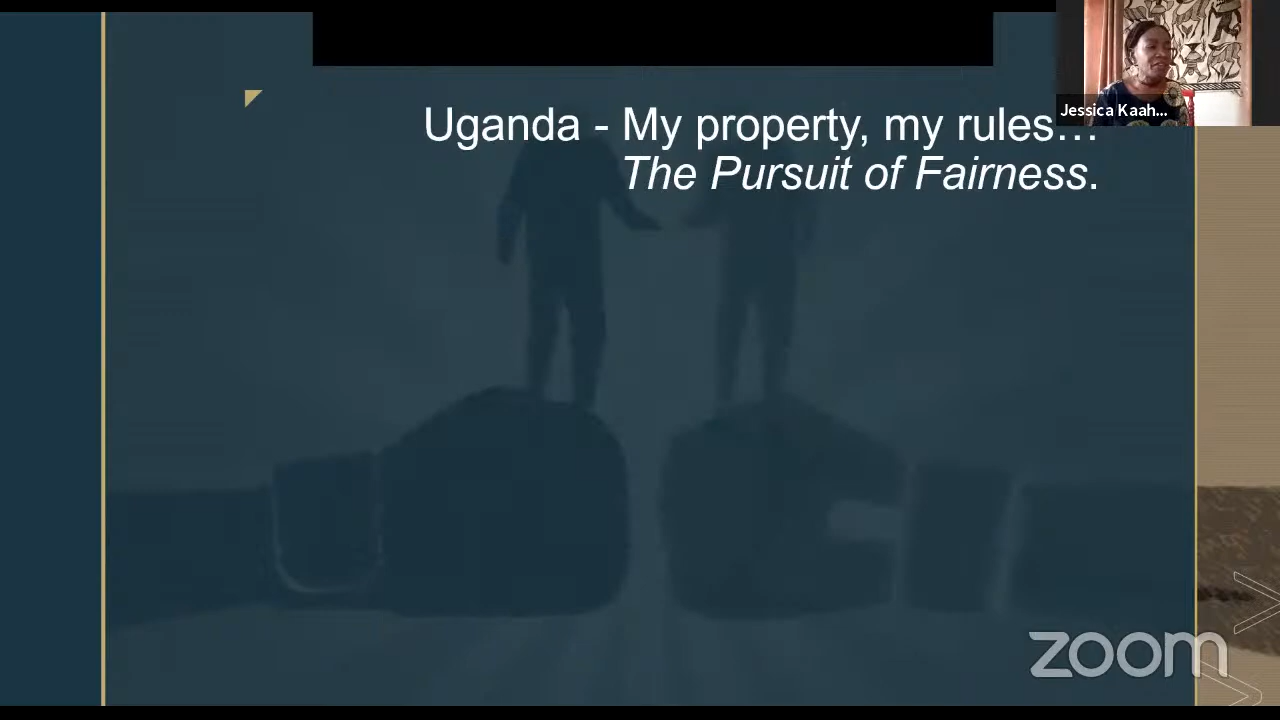 Uganda - My property, my rules…
The Pursuit of Fairness.
Jessica Kaah...
zoom